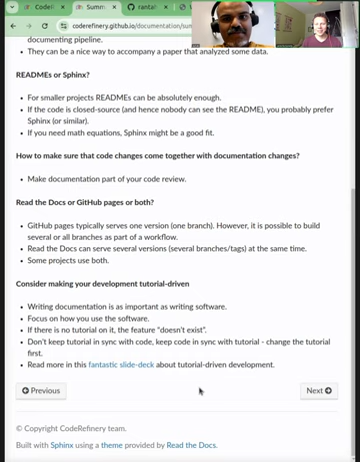 CodeR
Summ
rantah
coderefinery.github.io/documentation/sum
documenting pipeline.
They can be a nice way to accompany a paper that analyzed some data.
READMEs or Sphinx?
For smaller projects READMEs can be absolutely enough.
If the code is closed-source (and hence nobody can see the README), you probably prefer
Sphinx (or similar).
If you need math equations, Sphinx might be a good fit.
How to make sure that code changes come together with documentation changes?
Make documentation part of your code review.
Read the Docs or GitHub pages or both?
GitHub pages typically serves one version (one branch). However, it is possible to build
several or all branches as part of a workflow.
Read the Docs can serve several versions (several branches/tags) at the same time.
Some projects use both.
Consider making your development tutorial-driven
Writing documentation is as important as writing software.
Focus on how you use the software.
If there is no tutorial on it, the feature "doesn't exist".
Don't keep tutorial in sync with code, keep code in sync with tutorial - change the tutorial
first.
Read more in this fantastic slide-deck about tutorial-driven development.
Previous
Next
© Copyright CodeRefinery team.
Built with Sphinx using a theme provided by Read the Docs.